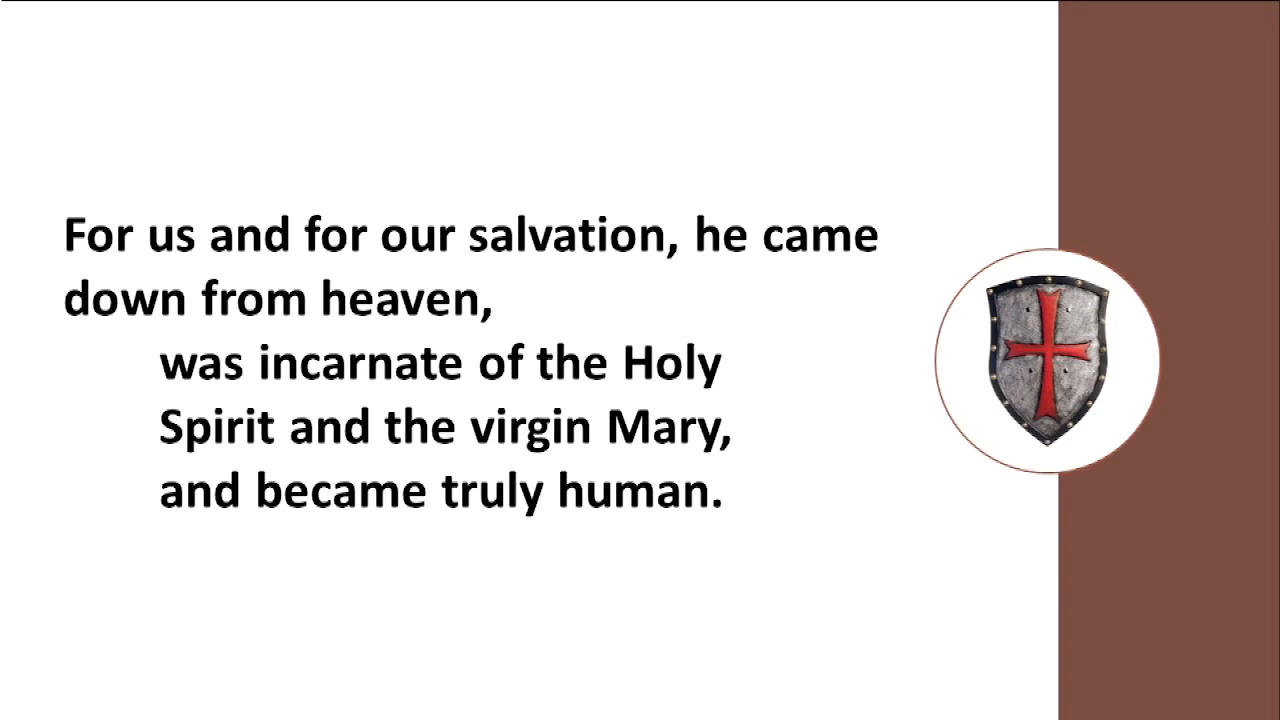 For us and for our salvation, he came
down from heaven,
was incarnate of the Holy
Spirit and the virgin Mary,
and became truly human.